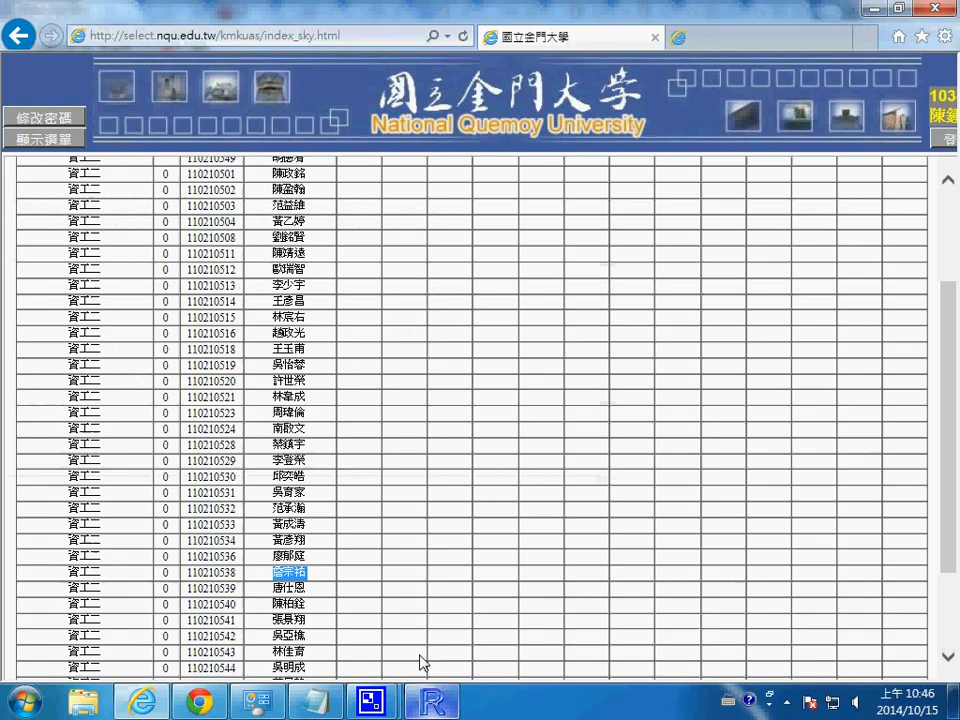 http://select.nqu.edu.tw/kmkuas/index_sky.html
國立金門大學
國立金門大学
National Quemoy University
103
修改密碼
顯示選單
登
110210549
資工二 0 110210501 陳政銘
資工二 0 110210502 陳盈翰
資工二 0 110210503 范益維
資工二 0 110210504 黃乙婷
資工二 0 110210508 劉銘賢
資工二 0 110210511 陳靖遠
資工二 0 110210512 歐瑞智
資工二 0 110210513 李少宇
資工二 0 110210514 王彥昌
資工二 0 110210515 林宸右
資工二 0 110210516 趙政光
資工二 0 110210518 王玉甫
資工二 0 110210519 吳怡蓉
資工二 0 110210520 許世榮
資工二 0 110210521 林韋成
資工二 0 110210523 周瑋倫
資工二 0 110210524 南啟文
資工二 0 110210528 蔡鎮宇
資工二 0 110210529 李登榮
資工二 0 110210530 邱奕皓
資工二 0 110210531 吳育家
資工二 0 110210532 范承瀚
資工二 0 110210533 黃成濤
資工二 0 110210534 黃彥翔
資工二 0 110210536 廖郁庭
資工二 0 110210538 詹宗祐
資工二 0 110210539 唐仕恩
資工二 0 110210540 陳柏銓
資工二 0 110210541 張景翔
資工二 0 110210542 吳亞樵
資工二 0 110210543 林佳育
資工二 0 110210544 吳明成
上午 10:46
2014/10/15